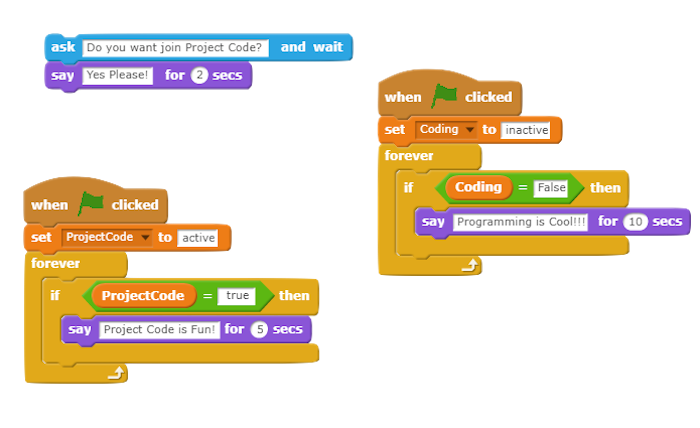 ask Do you want join Project Code? and wait
say Yes Please! for 2 secs
when clicked
set ProjectCode to active
forever
if ProjectCode = true then
say Project Code is Fun! for 5 secs
when clicked
set Coding to inactive
forever
if Coding = False then
say Programming is Cool!!! for 10 secs